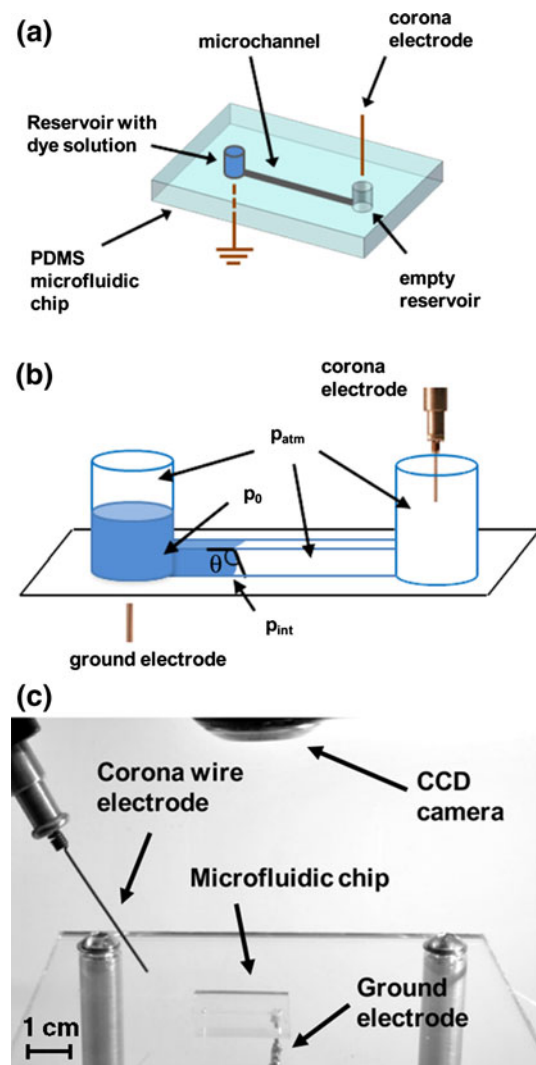 (a)
corona
electrode
microchannel
Reservoir with
dye solution
PDMS
microfluidic
chip
empty
reservoir
(b)
corona
electrode
patm
p0
θ
pint
ground electrode
(c)
Corona wire
electrode
CCD
camera
Microfluidic chip
Ground
electrode
1 cm